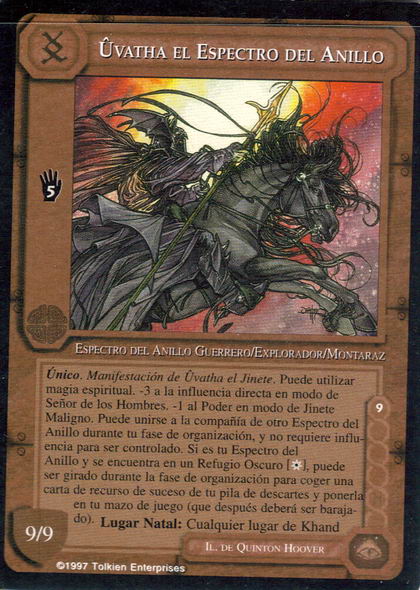 Ûvatha el Espectro del Anillo
5
Espectro del Anillo Guerrero/Explorador/Montaraz
Único. Manifestación de Ûvatha el Jinete. Puede utilizar
magia espiritual. -3 a la influencia directa en modo de
Señor de los Hombres. -1 al Poder en modo de Jinete
Maligno. Puede unirse a la compañía de otro Espectro del
Anillo durante tu fase de organización, y no requiere influ-
encia para ser controlado. Si es tu Espectro del
Anillo y se encuentra en un Refugio Oscuro [ ], puede
ser girado durante la fase de organización para coger una
carta de recurso de suceso de tu pila de descartes y ponerla
en tu mazo de juego (que después deberá ser baraja-
do). Lugar Natal: Cualquier lugar de Khand
9
9/9
Il. de Quinton Hoover
©1997 Tolkien Enterprises